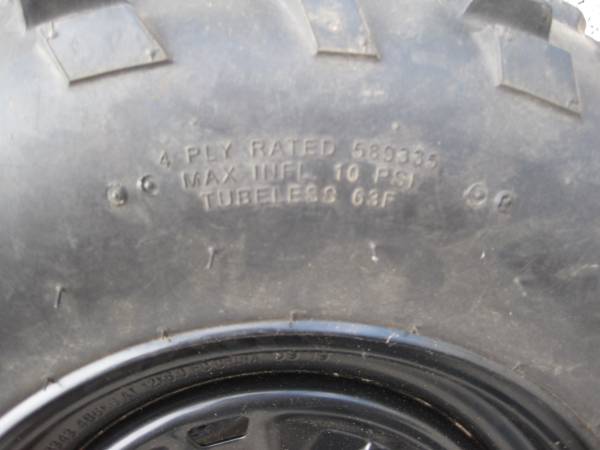 4 PLY RATED 589335
MAX INFL. 10 PSI
TUBELESS 63F